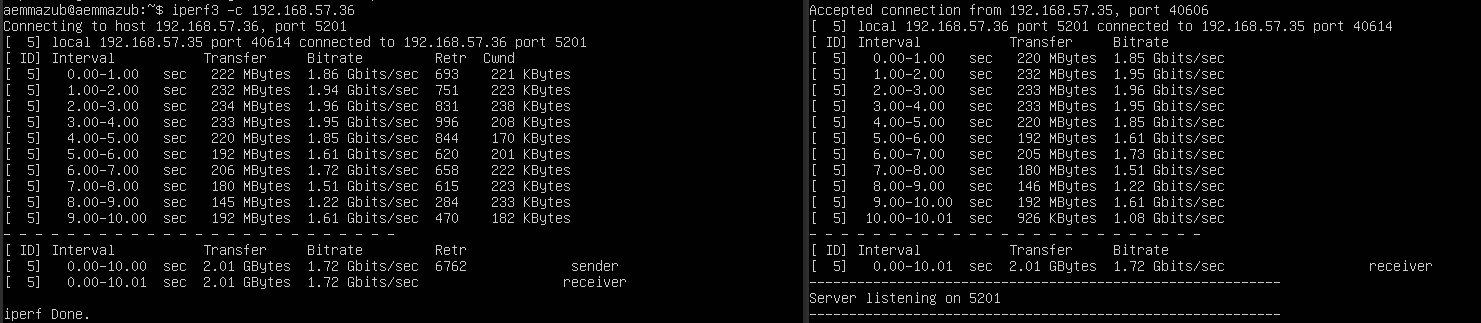 aemmazub@aemmazub:~$ iperf3 -c 192.168.57.36
Connecting to host 192.168.57.36, port 5201
[  5] local 192.168.57.35 port 40614 connected to 192.168.57.36 port 5201
[ ID] Interval           Transfer     Bitrate         Retr  Cwnd
[  5]   0.00-1.00   sec   222 MBytes  1.86 Gbits/sec  693    221 KBytes
[  5]   1.00-2.00   sec   232 MBytes  1.94 Gbits/sec  751    223 KBytes
[  5]   2.00-3.00   sec   234 MBytes  1.96 Gbits/sec  831    238 KBytes
[  5]   3.00-4.00   sec   233 MBytes  1.95 Gbits/sec  996    208 KBytes
[  5]   4.00-5.00   sec   220 MBytes  1.85 Gbits/sec  844    170 KBytes
[  5]   5.00-6.00   sec   192 MBytes  1.61 Gbits/sec  620    201 KBytes
[  5]   6.00-7.00   sec   206 MBytes  1.72 Gbits/sec  658    222 KBytes
[  5]   7.00-8.00   sec   180 MBytes  1.51 Gbits/sec  615    223 KBytes
[  5]   8.00-9.00   sec   145 MBytes  1.22 Gbits/sec  284    233 KBytes
[  5]   9.00-10.00  sec   192 MBytes  1.61 Gbits/sec  470    182 KBytes
- - - - - - - - - - - - - - - - - - - - - - - - -
[ ID] Interval           Transfer     Bitrate         Retr
[  5]   0.00-10.00  sec  2.01 GBytes  1.72 Gbits/sec  6762             sender
[  5]   0.00-10.01  sec  2.01 GBytes  1.72 Gbits/sec                  receiver
iperf Done.
Accepted connection from 192.168.57.35, port 40606
[  5] local 192.168.57.36 port 5201 connected to 192.168.57.35 port 40614
[ ID] Interval           Transfer     Bitrate
[  5]   0.00-1.00   sec   220 MBytes  1.85 Gbits/sec
[  5]   1.00-2.00   sec   232 MBytes  1.95 Gbits/sec
[  5]   2.00-3.00   sec   233 MBytes  1.96 Gbits/sec
[  5]   3.00-4.00   sec   233 MBytes  1.95 Gbits/sec
[  5]   4.00-5.00   sec   220 MBytes  1.85 Gbits/sec
[  5]   5.00-6.00   sec   192 MBytes  1.61 Gbits/sec
[  5]   6.00-7.00   sec   205 MBytes  1.73 Gbits/sec
[  5]   7.00-8.00   sec   180 MBytes  1.51 Gbits/sec
[  5]   8.00-9.00   sec   146 MBytes  1.22 Gbits/sec
[  5]   9.00-10.00  sec   192 MBytes  1.61 Gbits/sec
[  5]  10.00-10.01  sec   926 KBytes  1.08 Gbits/sec
- - - - - - - - - - - - - - - - - - - - - - - - -
[ ID] Interval           Transfer     Bitrate
[  5]   0.00-10.01  sec  2.01 GBytes  1.72 Gbits/sec                  receiver
-----------------------------------------------------------
Server listening on 5201
-----------------------------------------------------------